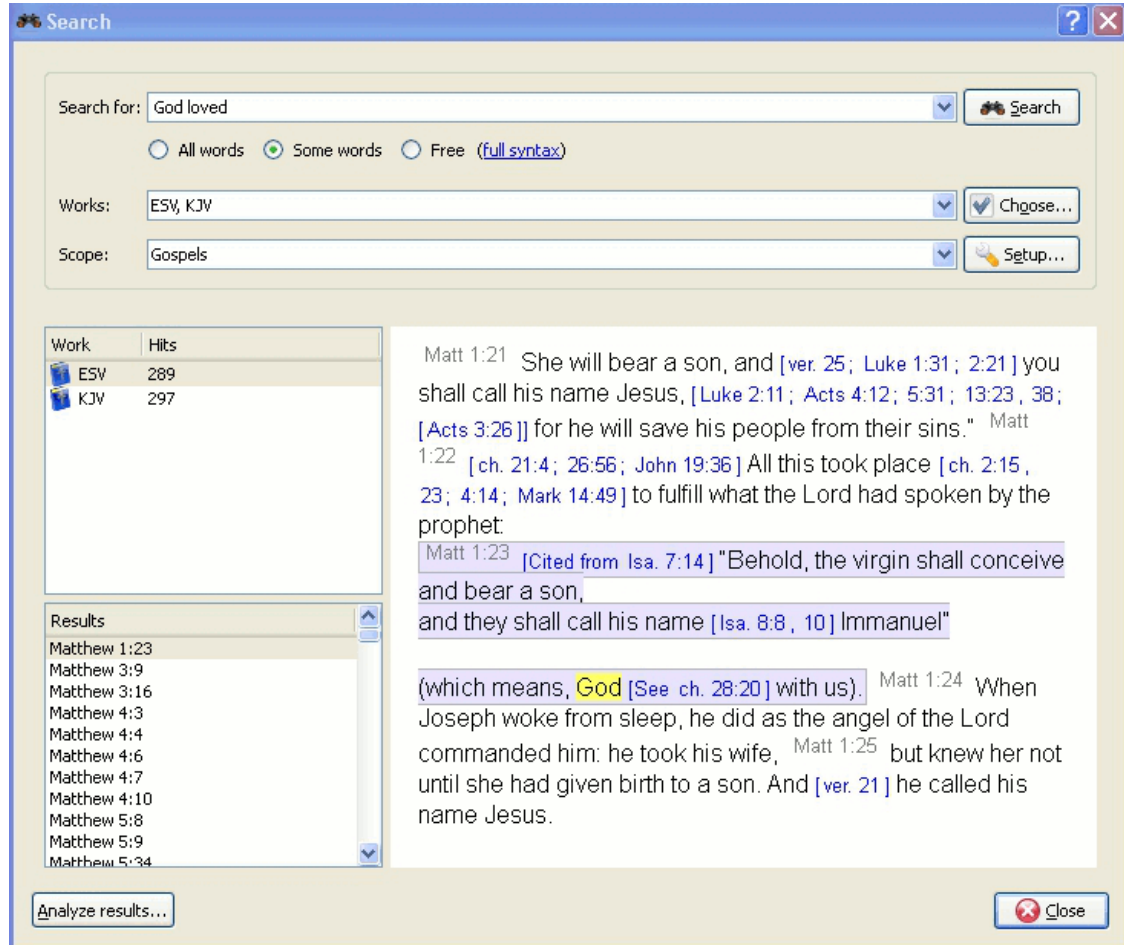 Search
Search for: God loved Search
All words Some words Free (full syntax)
Works: ESV, KJV Choose...
Scope: Gospels Setup...
Work Hits
ESV 289
KJV 297
Results
Matthew 1:23
Matthew 3:9
Matthew 3:16
Matthew 4:3
Matthew 4:4
Matthew 4:6
Matthew 4:7
Matthew 4:10
Matthew 5:8
Matthew 5:9
Matthew 5:34
Matt 1:21 She will bear a son, and [ver. 25; Luke 1:31; 2:21] you
shall call his name Jesus, [Luke 2:11; Acts 4:12; 5:31; 13:23, 38;
[Acts 3:26]] for he will save his people from their sins." Matt
1:22 [ch. 21:4; 26:56; John 19:36] All this took place [ch. 2:15,
23; 4:14; Mark 14:49] to fulfill what the Lord had spoken by the
prophet:
Matt 1:23 [Cited from Isa. 7:14] "Behold, the virgin shall conceive
and bear a son,
and they shall call his name [Isa. 8:8, 10] Immanuel"
(which means, God [See ch. 28:20] with us). Matt 1:24 When
Joseph woke from sleep, he did as the angel of the Lord
commanded him: he took his wife, Matt 1:25 but knew her not
until she had given birth to a son. And [ver. 21] he called his
name Jesus.
Analyze results... Close